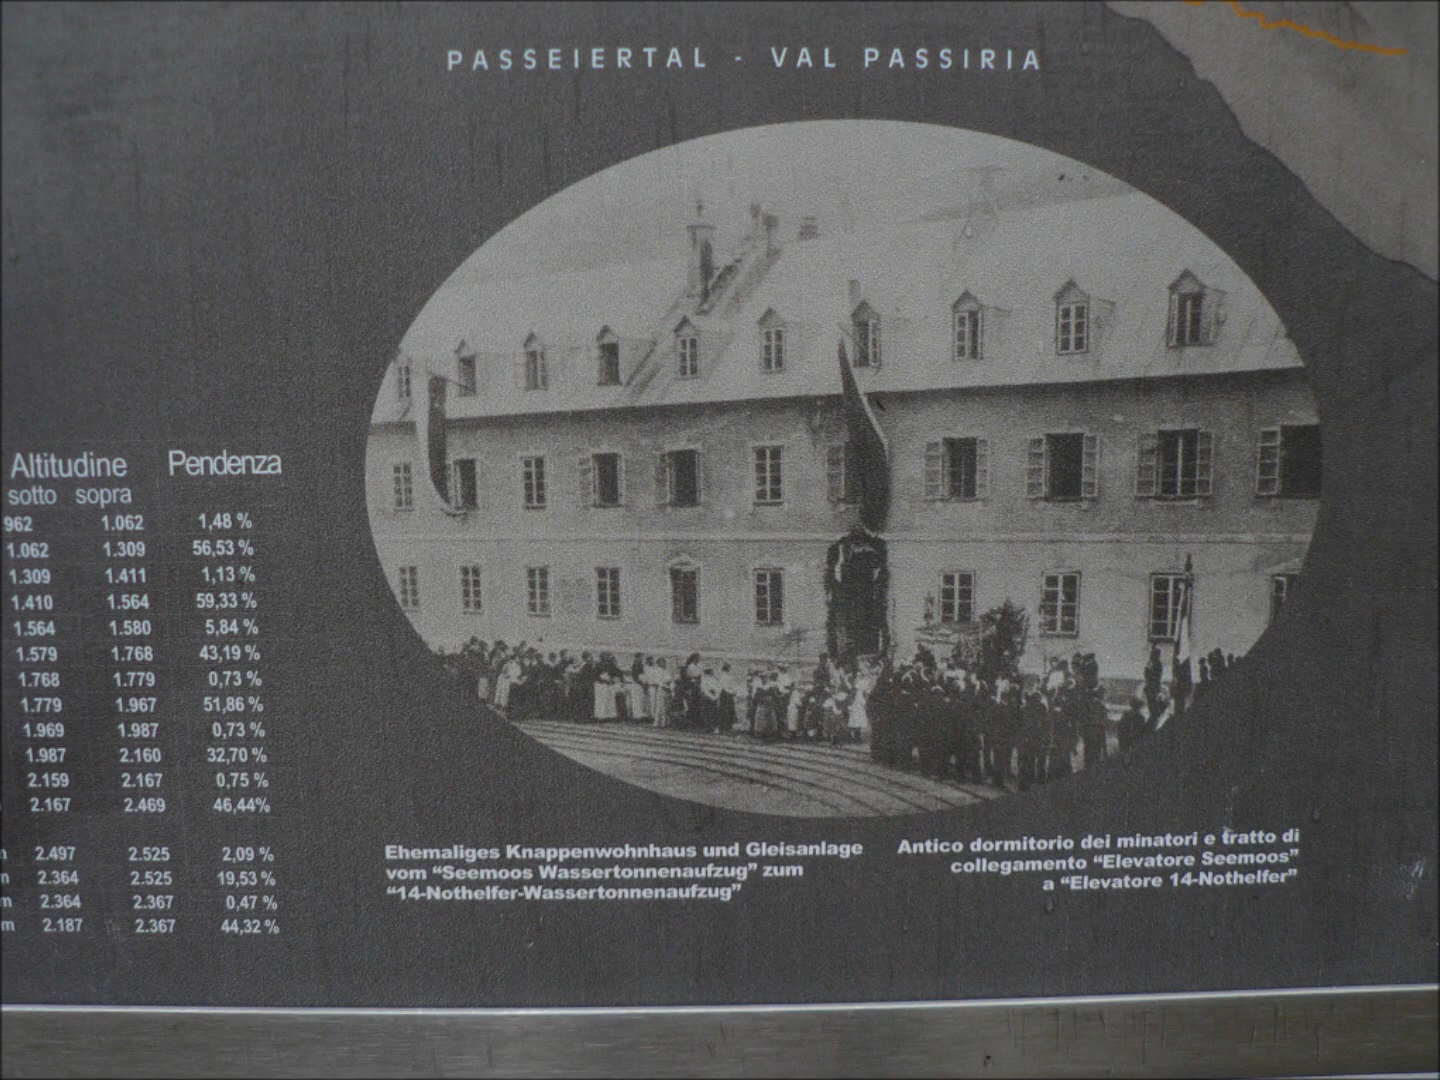 PASSEIERTAL - VAL PASSIRIA
Altitudine Pendenza
sotto sopra
962 1.062 1,48 %
1.062 1.309 56,53 %
1.309 1.411 1,13 %
1.410 1.564 59,33 %
1.564 1.580 5,84 %
1.579 1.768 43,19 %
1.768 1.779 0,73 %
1.779 1.967 51,86 %
1.969 1.987 0,73 %
1.987 2.160 32,70 %
2.159 2.167 0,75 %
2.167 2.469 46,44%
2.497 2.525 2,09 %
m 2.364 2.525 19,53 %
m 2.364 2.367 0,47 %
m 2.187 2.367 44,32 %
Ehemaliges Knappenwohnhaus und Gleisanlage
vom “Seemoos Wassertonnenaufzug” zum
“14-Nothelfer-Wassertonnenaufzug”
Antico dormitorio dei minatori e tratto di
collegamento “Elevatore Seemoos”
a “Elevatore 14-Nothelfer”